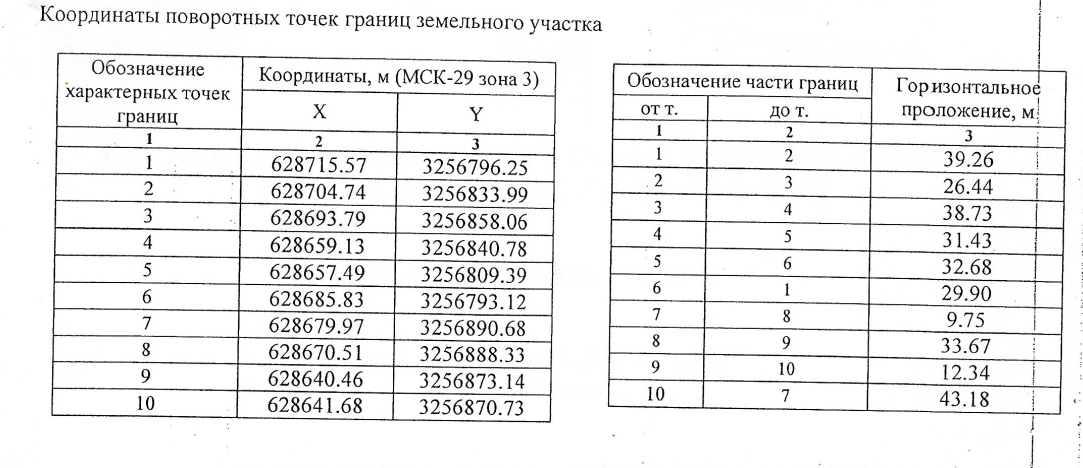 Координаты поворотных точек границ земельного участка
Обозначение характерных точек границ | Координаты, м (МСК-29 зона 3)
X | Y
1 | 2 | 3
1 | 628715.57 | 3256796.25
2 | 628704.74 | 3256833.99
3 | 628693.79 | 3256858.06
4 | 628659.13 | 3256840.78
5 | 628657.49 | 3256809.39
6 | 628685.83 | 3256793.12
7 | 628679.97 | 3256890.68
8 | 628670.51 | 3256888.33
9 | 628640.46 | 3256873.14
10 | 628641.68 | 3256870.73
Обозначение части границ | Горизонтальное проложение, м
от т. | до т.
1 | 2 | 3
1 | 2 | 39.26
2 | 3 | 26.44
3 | 4 | 38.73
4 | 5 | 31.43
5 | 6 | 32.68
6 | 1 | 29.90
7 | 8 | 9.75
8 | 9 | 33.67
9 | 10 | 12.34
10 | 7 | 43.18